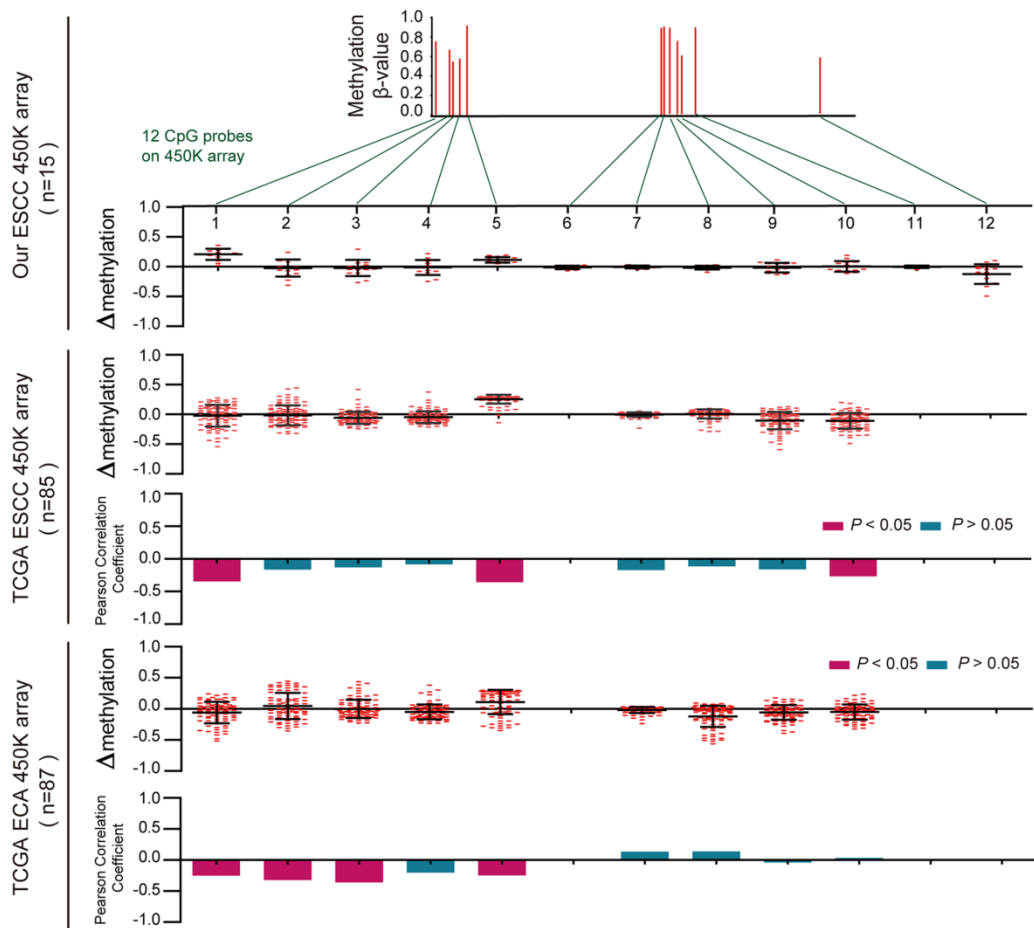 Our ESCC 450K array
( n=15)
Methylation
β-value
1.0
0.8
0.6
0.4
0.2
0.0
12 CpG probes
on 450K array
Δmethylation
1.0
0.5
0.0
-0.5
-1.0
1 2 3 4 5 6 7 8 9 10 11 12
TCGA ESCC 450K array
( n=85)
Δmethylation
1.0
0.5
0.0
-0.5
-1.0
Pearson Correlation
Coefficient
1.0
0.5
0.0
-0.5
-1.0
P < 0.05 P > 0.05
TCGA ECA 450K array
( n=87)
Δmethylation
1.0
0.5
0.0
-0.5
-1.0
P < 0.05 P > 0.05
Pearson Correlation
Coefficient
1.0
0.5
0.0
-0.5
-1.0